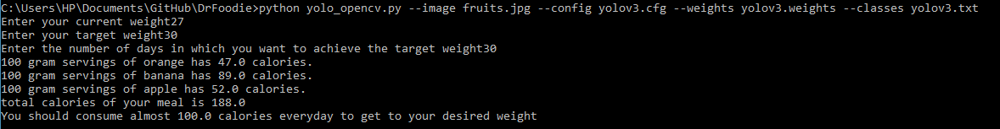 C:\Users\HP\Documents\GitHub\DrFoodie>python yolo_opencv.py --image fruits.jpg --config yolov3.cfg --weights yolov3.weights --classes yolov3.txt
Enter your current weight27
Enter your target weight30
Enter the number of days in which you want to achieve the target weight30
100 gram servings of orange has 47.0 calories.
100 gram servings of banana has 89.0 calories.
100 gram servings of apple has 52.0 calories.
total calories of your meal is 188.0
You should consume almost 100.0 calories everyday to get to your desired weight